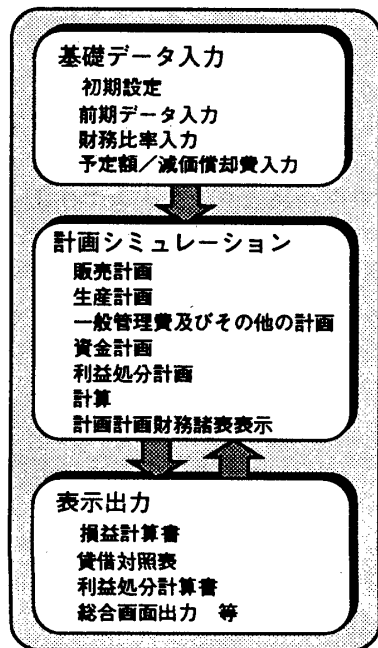 基礎データ入力
初期設定
前期データ入力
財務比率入力
予定額／減価償却費入力
計画シミュレーション
販売計画
生産計画
一般管理費及びその他の計画
資金計画
利益処分計画
計算
計画計画財務諸表表示
表示出力
損益計算書
貸借対照表
利益処分計算書
総合画面出力　等